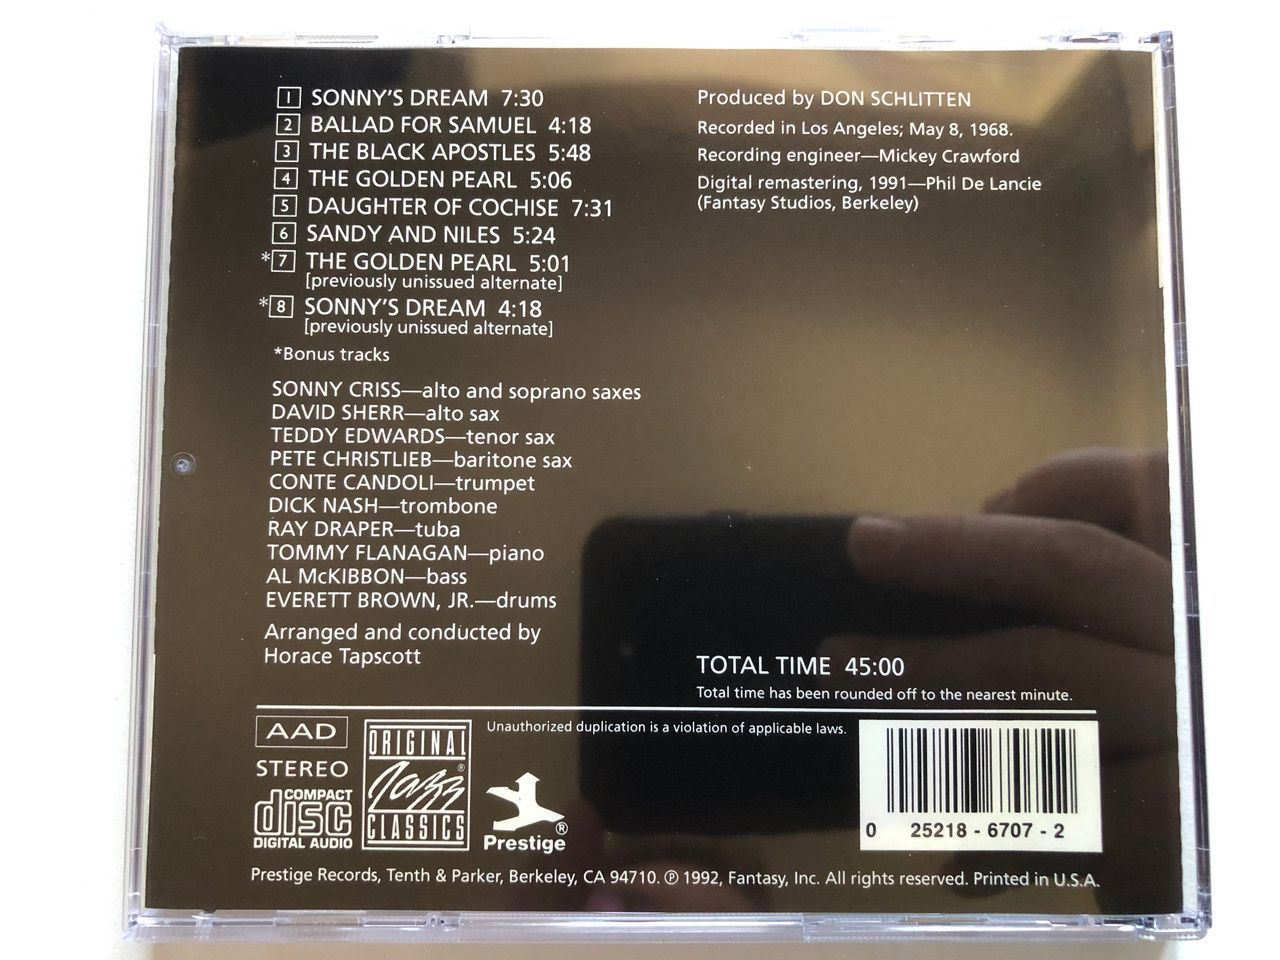 1 SONNY'S DREAM 7:30
2 BALLAD FOR SAMUEL 4:18
3 THE BLACK APOSTLES 5:48
4 THE GOLDEN PEARL 5:06
5 DAUGHTER OF COCHISE 7:31
6 SANDY AND NILES 5:24
*7 THE GOLDEN PEARL 5:01
[previously unissued alternate]
*8 SONNY'S DREAM 4:18
[previously unissued alternate]
*Bonus tracks
SONNY CRISS—alto and soprano saxes
DAVID SHERR—alto sax
TEDDY EDWARDS—tenor sax
PETE CHRISTLIEB—baritone sax
CONTE CANDOLI—trumpet
DICK NASH—trombone
RAY DRAPER—tuba
TOMMY FLANAGAN—piano
AL McKIBBON—bass
EVERETT BROWN, JR.—drums
Arranged and conducted by
Horace Tapscott
Produced by DON SCHLITTEN
Recorded in Los Angeles; May 8, 1968.
Recording engineer—Mickey Crawford
Digital remastering, 1991—Phil De Lancie
(Fantasy Studios, Berkeley)
TOTAL TIME 45:00
Total time has been rounded off to the nearest minute.
AAD
STEREO
COMPACT
disc
DIGITAL AUDIO
ORIGINAL
Jazz®
CLASSICS
Unauthorized duplication is a violation of applicable laws.
Prestige®
0 25218-6707-2
Prestige Records, Tenth & Parker, Berkeley, CA 94710. ℗ 1992, Fantasy, Inc. All rights reserved. Printed in U.S.A.